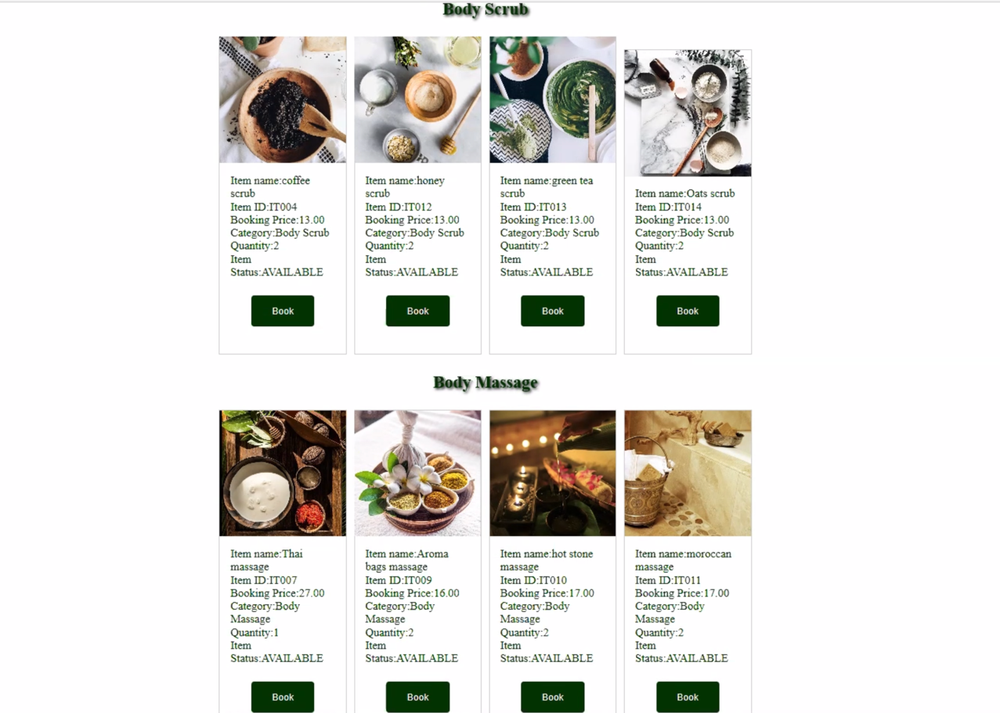 Body Scrub
Item name:coffee
scrub
Item ID:IT004
Booking Price:13.00
Category:Body Scrub
Quantity:2
Item
Status:AVAILABLE
Book
Item name:honey
scrub
Item ID:IT012
Booking Price:13.00
Category:Body Scrub
Quantity:2
Item
Status:AVAILABLE
Book
Item name:green tea
scrub
Item ID:IT013
Booking Price:13.00
Category:Body Scrub
Quantity:2
Item
Status:AVAILABLE
Book
Item name:Oats scrub
Item ID:IT014
Booking Price:13.00
Category:Body Scrub
Quantity:2
Item
Status:AVAILABLE
Book
Body Massage
Item name:Thai
massage
Item ID:IT007
Booking Price:27.00
Category:Body
Massage
Quantity:1
Item
Status:AVAILABLE
Book
Item name:Aroma
bags massage
Item ID:IT009
Booking Price:16.00
Category:Body
Massage
Quantity:2
Item
Status:AVAILABLE
Book
Item name:hot stone
massage
Item ID:IT010
Booking Price:17.00
Category:Body
Massage
Quantity:2
Item
Status:AVAILABLE
Book
Item name:moroccan
massage
Item ID:IT011
Booking Price:17.00
Category:Body
Massage
Quantity:2
Item
Status:AVAILABLE
Book